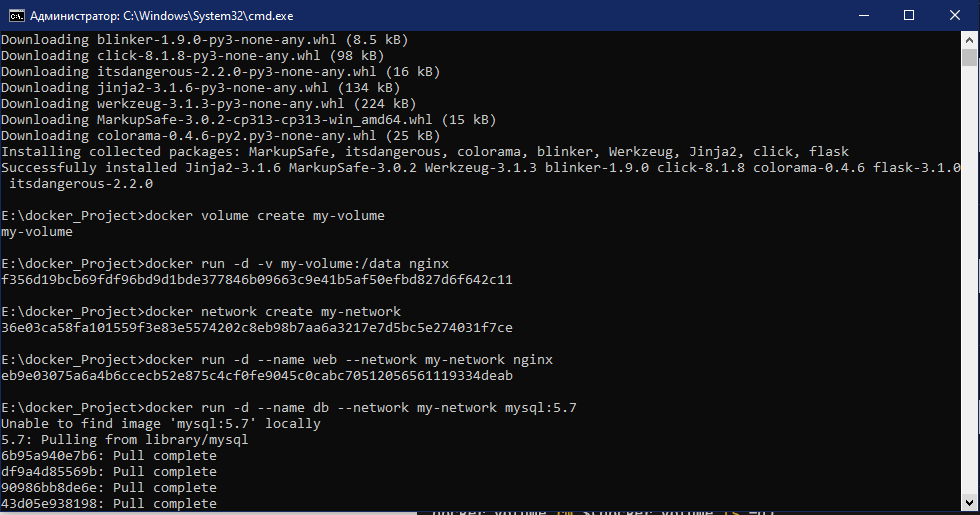 Администратор: C:\Windows\System32\cmd.exe
Downloading blinker-1.9.0-py3-none-any.whl (8.5 kB)
Downloading click-8.1.8-py3-none-any.whl (98 kB)
Downloading itsdangerous-2.2.0-py3-none-any.whl (16 kB)
Downloading jinja2-3.1.6-py3-none-any.whl (134 kB)
Downloading werkzeug-3.1.3-py3-none-any.whl (224 kB)
Downloading MarkupSafe-3.0.2-cp313-cp313-win_amd64.whl (15 kB)
Downloading colorama-0.4.6-py2.py3-none-any.whl (25 kB)
Installing collected packages: MarkupSafe, itsdangerous, colorama, blinker, Werkzeug, Jinja2, click, flask
Successfully installed Jinja2-3.1.6 MarkupSafe-3.0.2 Werkzeug-3.1.3 blinker-1.9.0 click-8.1.8 colorama-0.4.6 flask-3.1.0
 itsdangerous-2.2.0
E:\docker_Project>docker volume create my-volume
my-volume
E:\docker_Project>docker run -d -v my-volume:/data nginx
f356d19bcb69fdf96bd9d1bde377846b09663c9e41b5af50efbd827d6f642c11
E:\docker_Project>docker network create my-network
36e03ca58fa101559f3e83e5574202c8eb98b7aa6a3217e7d5bc5e274031f7ce
E:\docker_Project>docker run -d --name web --network my-network nginx
eb9e03075a6a4b6ccecb52e875c4cf0fe9045c0cabc70512056561119334deab
E:\docker_Project>docker run -d --name db --network my-network mysql:5.7
Unable to find image 'mysql:5.7' locally
5.7: Pulling from library/mysql
6b95a940e7b6: Pull complete
df9a4d85569b: Pull complete
90986bb8de6e: Pull complete
43d05e938198: Pull complete